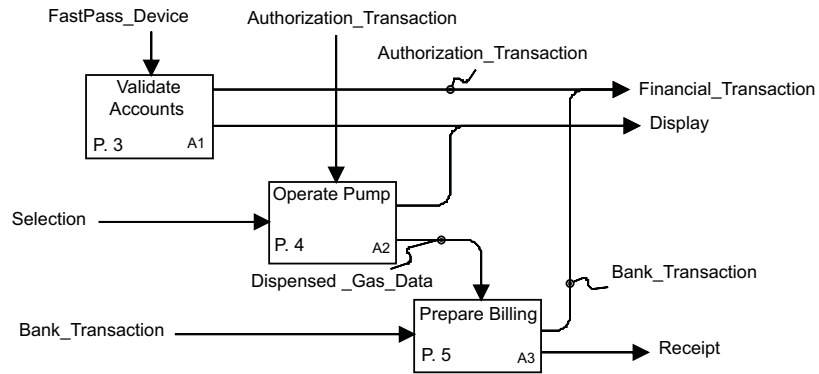 FastPass_Device
Authorization_Transaction
Authorization_Transaction
Validate
Accounts
P. 3
A1
Financial_Transaction
Display
Operate Pump
Selection
P. 4
A2
Dispensed _Gas_Data
Bank_Transaction
Prepare Billing
Bank_Transaction
P. 5
A3
Receipt